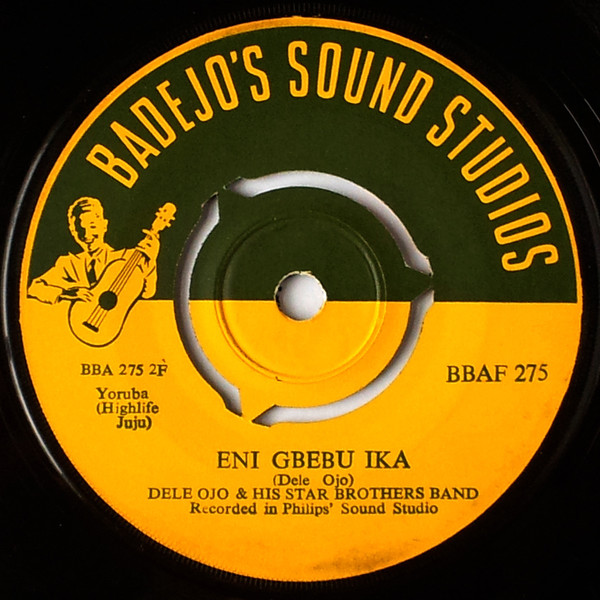 BADEJO'S SOUND STUDIOS
BBA 275 2F
BBAF 275
Yoruba
(Highlife
Juju)
ENI GBEBU IKA
(Dele Ojo)
DELE OJO & HIS STAR BROTHERS BAND
Recorded in Philips' Sound Studio